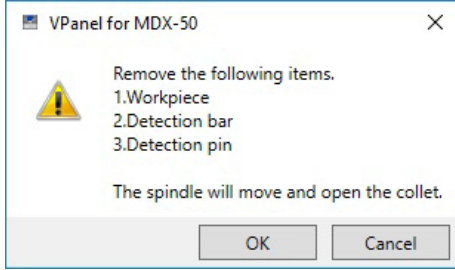 VPanel for MDX-50
Remove the following items.
1.Workpiece
2.Detection bar
3.Detection pin
The spindle will move and open the collet.
OK
Cancel